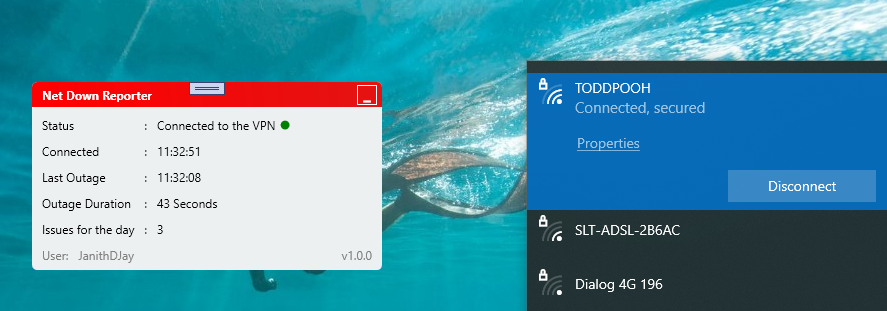 Net Down Reporter
Status : Connected to the VPN
Connected : 11:32:51
Last Outage : 11:32:08
Outage Duration : 43 Seconds
Issues for the day : 3
User: JanithDJay v1.0.0
TODDPOOH
Connected, secured
Properties
Disconnect
SLT-ADSL-2B6AC
Dialog 4G 196